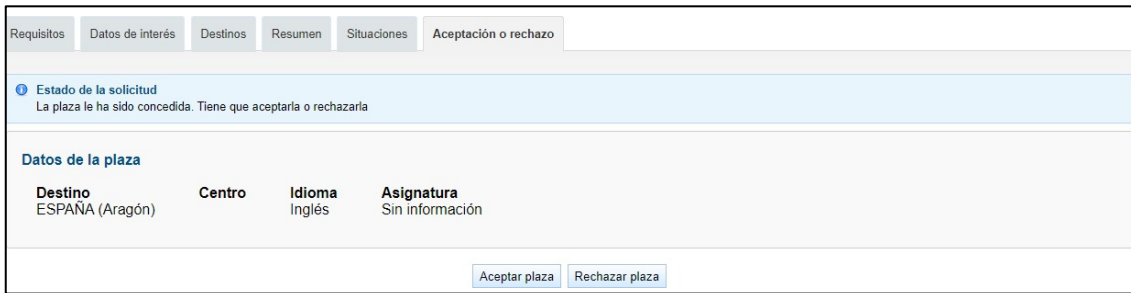 Requisitos Datos de interés Destinos Resumen Situaciones Aceptación o rechazo
Estado de la solicitud
La plaza le ha sido concedida. Tiene que aceptarla o rechazarla
Datos de la plaza
Destino Centro Idioma Asignatura
ESPAÑA (Aragón) Inglés Sin información
Aceptar plaza Rechazar plaza